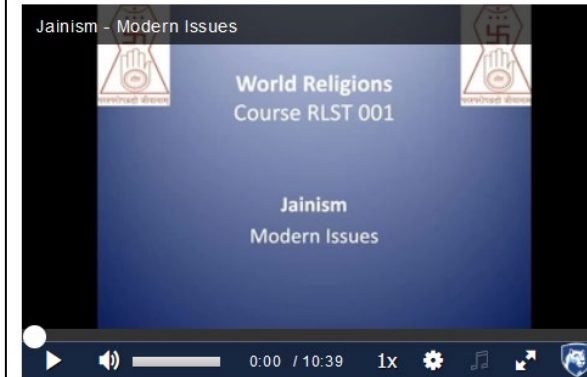 Jainism - Modern Issues
World Religions
Course RLST 001
Jainism
Modern Issues
0:00 / 10:39
1x